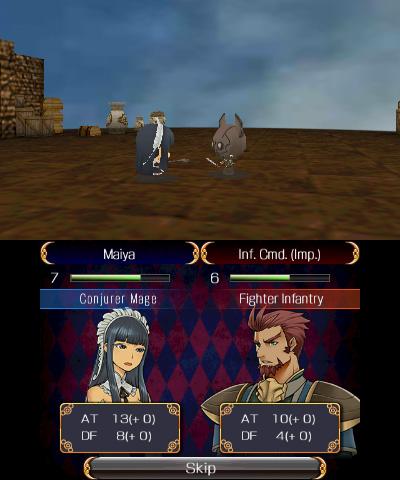 Maiya
Inf. Cmd. (Imp.)
7
6
Conjurer Mage
Fighter Infantry
AT 13(+ 0)
DF 8(+ 0)
AT 10(+ 0)
DF 4(+ 0)
Skip